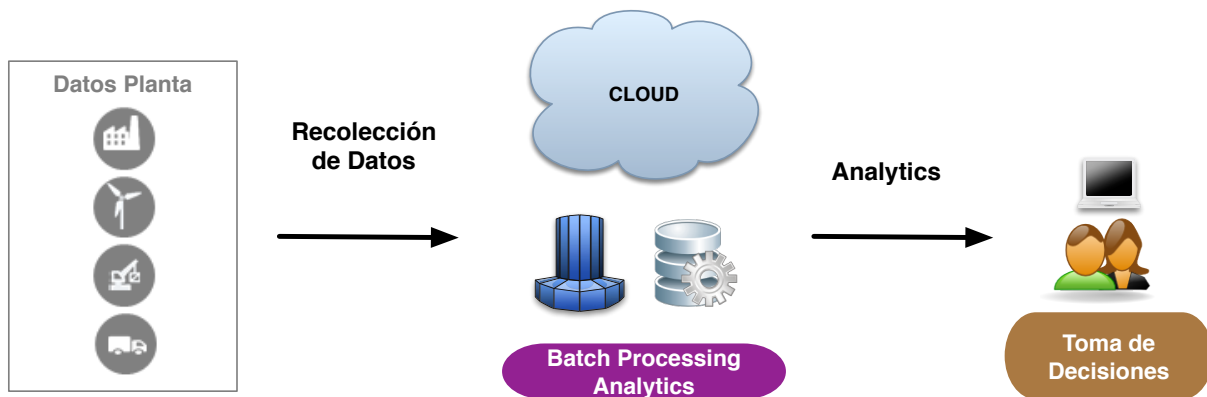 Datos Planta
Recolección
de Datos
CLOUD
Analytics
Batch Processing
Analytics
Toma de
Decisiones